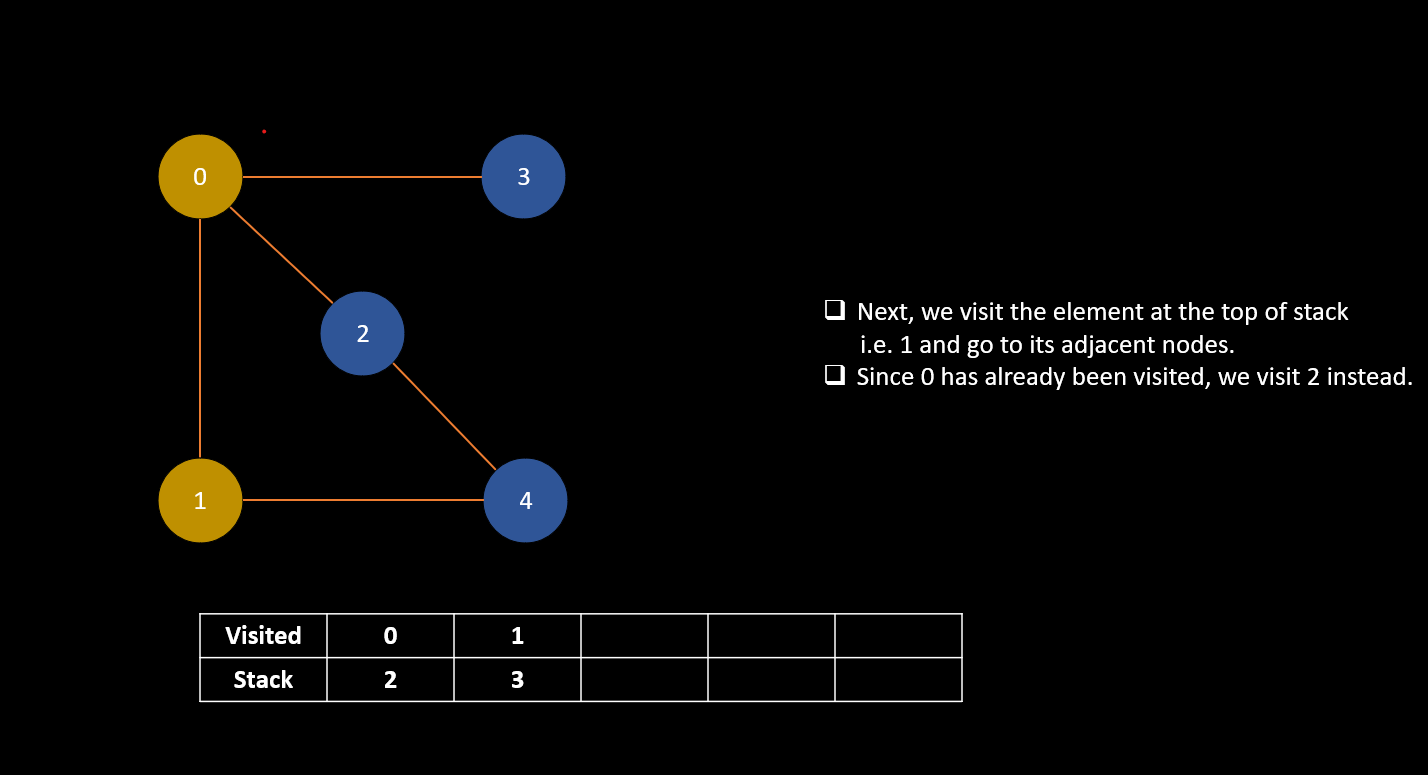 0
3
2
❑ Next, we visit the element at the top of stack
i.e. 1 and go to its adjacent nodes.
❑ Since 0 has already been visited, we visit 2 instead.
1
4
Visited 0 1
Stack 2 3